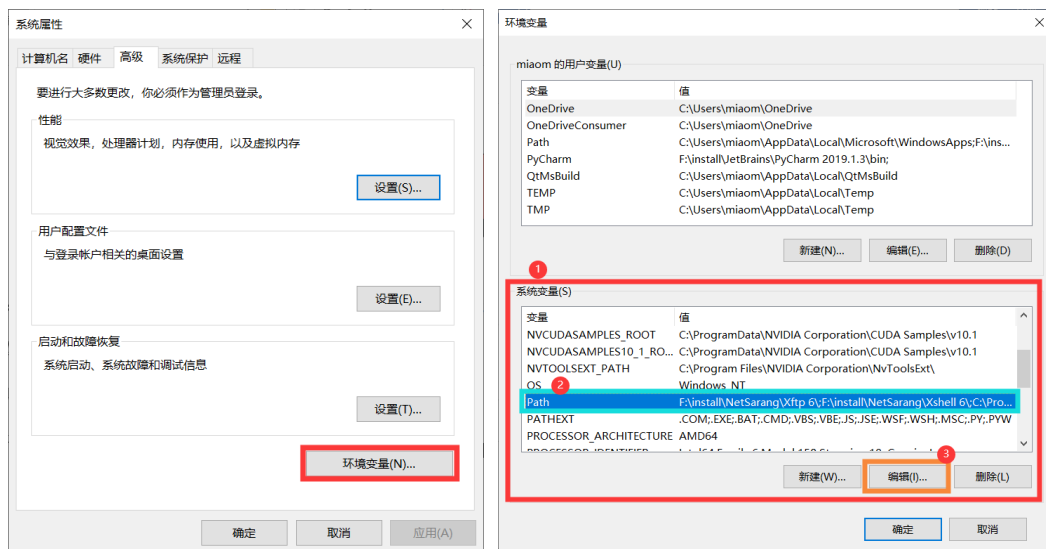 系统属性
计算机名 硬件 高级 系统保护 远程
要进行大多数更改，你必须作为管理员登录。
性能
视觉效果，处理器计划，内存使用，以及虚拟内存
设置(S)...
用户配置文件
与登录帐户相关的桌面设置
设置(E)...
启动和故障恢复
系统启动、系统故障和调试信息
设置(T)...
环境变量(N)...
确定 取消 应用(A)
环境变量
miaom 的用户变量(U)
变量 值
OneDrive C:\Users\miaom\OneDrive
OneDriveConsumer C:\Users\miaom\OneDrive
Path C:\Users\miaom\AppData\Local\Microsoft\WindowsApps;F:\ins...
PyCharm F:\install\JetBrains\PyCharm 2019.1.3\bin;
QtMsBuild C:\Users\miaom\AppData\Local\QtMsBuild
TEMP C:\Users\miaom\AppData\Local\Temp
TMP C:\Users\miaom\AppData\Local\Temp
新建(N)... 编辑(E)... 删除(D)
1
系统变量(S)
变量 值
NVCUDASAMPLES_ROOT C:\ProgramData\NVIDIA Corporation\CUDA Samples\v10.1
NVCUDASAMPLES10_1_RO... C:\ProgramData\NVIDIA Corporation\CUDA Samples\v10.1
NVTOOLSEXT_PATH C:\Program Files\NVIDIA Corporation\NvToolsExt\
OS Windows_NT
2
Path F:\install\NetSarang\Xftp 6\;F:\install\NetSarang\Xshell 6\;C:\Pro...
PATHEXT .COM;.EXE;.BAT;.CMD;.VBS;.VBE;.JS;.JSE;.WSF;.WSH;.MSC;.PY;.PYW
PROCESSOR_ARCHITECTURE AMD64
3
新建(W)... 编辑(I)... 删除(L)
确定 取消